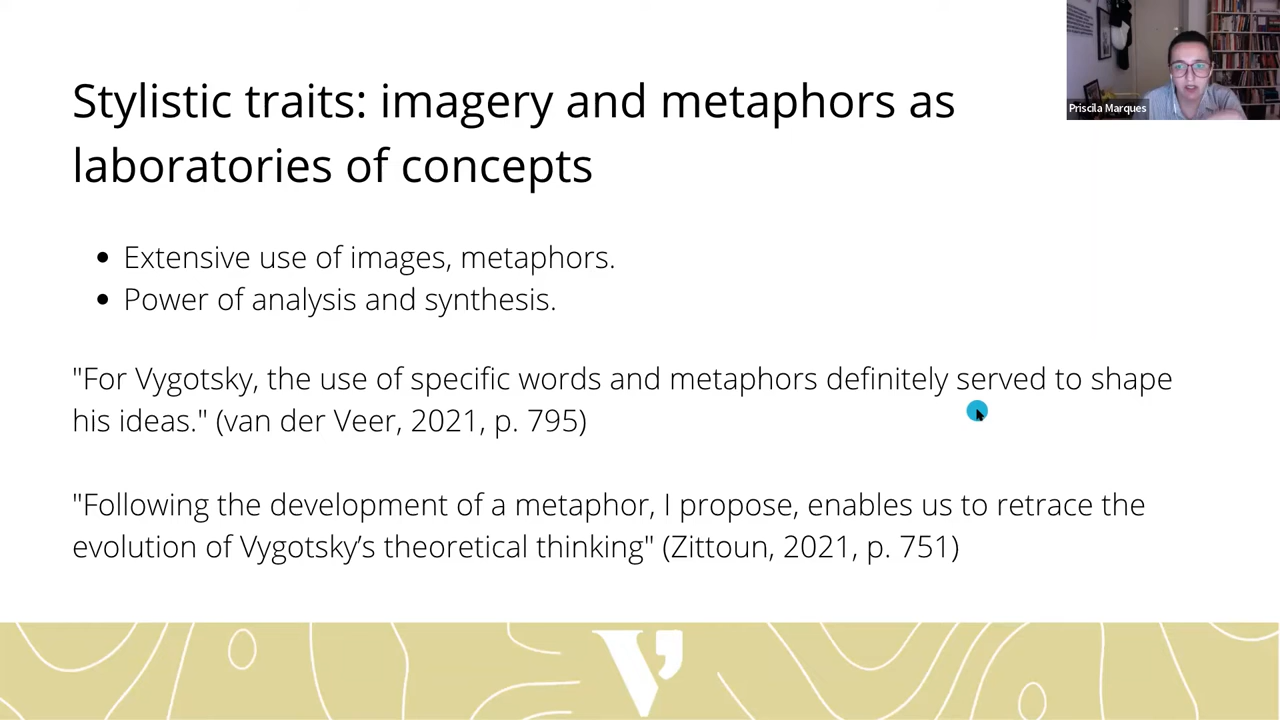 Priscila Marques
Stylistic traits: imagery and metaphors as
laboratories of concepts
• Extensive use of images, metaphors.
• Power of analysis and synthesis.
"For Vygotsky, the use of specific words and metaphors definitely served to shape
his ideas." (van der Veer, 2021, p. 795)
"Following the development of a metaphor, I propose, enables us to retrace the
evolution of Vygotsky’s theoretical thinking" (Zittoun, 2021, p. 751)
V’